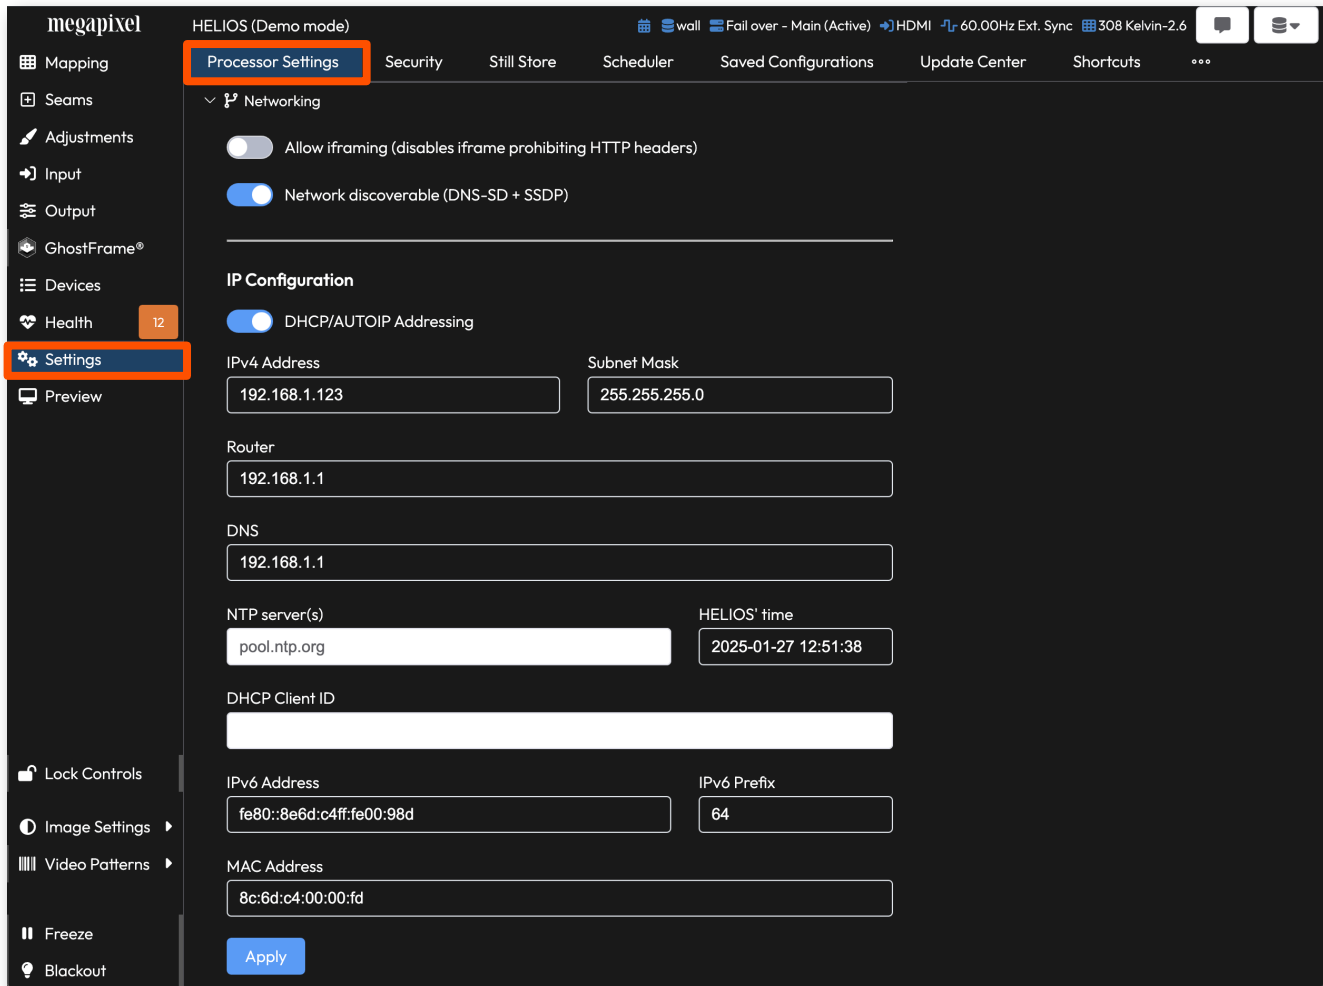 megapixel
HELIOS (Demo mode)
wall Fail over - Main (Active) HDMI 60.00Hz Ext. Sync 308 Kelvin-2.6
Mapping
Seams
Adjustments
Input
Output
GhostFrame®
Devices
Health 12
Settings
Preview
Lock Controls
Image Settings
Video Patterns
Freeze
Blackout
Processor Settings Security Still Store Scheduler Saved Configurations Update Center Shortcuts
Networking
Allow iframing (disables iframe prohibiting HTTP headers)
Network discoverable (DNS-SD + SSDP)
IP Configuration
DHCP/AUTOIP Addressing
IPv4 Address Subnet Mask
192.168.1.123 255.255.255.0
Router
192.168.1.1
DNS
192.168.1.1
NTP server(s) HELIOS' time
pool.ntp.org 2025-01-27 12:51:38
DHCP Client ID
IPv6 Address IPv6 Prefix
fe80::8e6d:c4ff:fe00:98d 64
MAC Address
8c:6d:c4:00:00:fd
Apply